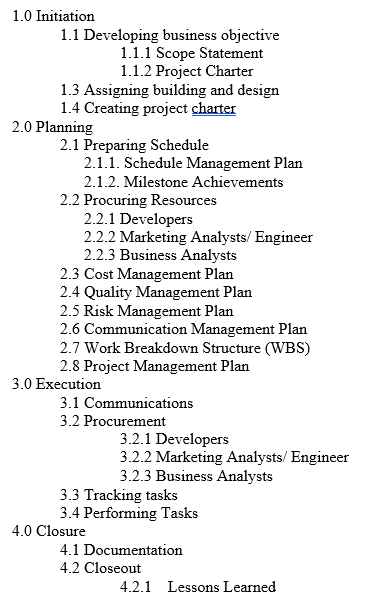 1.0 Initiation
1.1 Developing business objective
1.1.1 Scope Statement
1.1.2 Project Charter
1.3 Assigning building and design
1.4 Creating project charter
2.0 Planning
2.1 Preparing Schedule
2.1.1. Schedule Management Plan
2.1.2. Milestone Achievements
2.2 Procuring Resources
2.2.1 Developers
2.2.2 Marketing Analysts/ Engineer
2.2.3 Business Analysts
2.3 Cost Management Plan
2.4 Quality Management Plan
2.5 Risk Management Plan
2.6 Communication Management Plan
2.7 Work Breakdown Structure (WBS)
2.8 Project Management Plan
3.0 Execution
3.1 Communications
3.2 Procurement
3.2.1 Developers
3.2.2 Marketing Analysts/ Engineer
3.2.3 Business Analysts
3.3 Tracking tasks
3.4 Performing Tasks
4.0 Closure
4.1 Documentation
4.2 Closeout
4.2.1 Lessons Learned